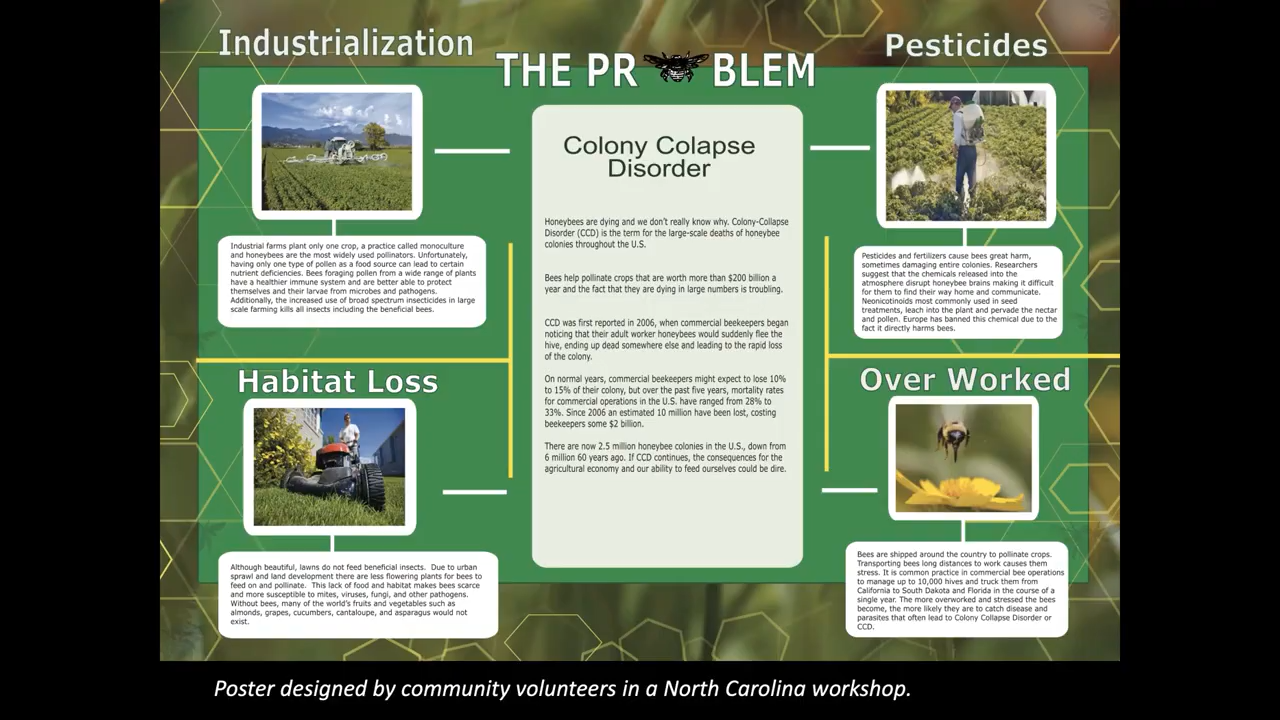 Industrialization
THE PR BLEM
Pesticides
Colony Colapse
Disorder
Honeybees are dying and we don't really know why. Colony-Collapse
Disorder (CCD) is the term for the large-scale deaths of honeybee
colonies throughout the U.S.
Bees help pollinate crops that are worth more than $200 billion a
year and the fact that they are dying in large numbers is troubling.
CCD was first reported in 2006, when commercial beekeepers began
noticing that their adult worker honeybees would suddenly flee the
hive, ending up dead somewhere else and leading to the rapid loss
of the colony.
On normal years, commercial beekeepers might expect to lose 10%
to 15% of their colony, but over the past five years, mortality rates
for commercial operations in the U.S. have ranged from 28% to
33%. Since 2006 an estimated 10 million have been lost, costing
beekeepers some $2 billion.
There are now 2.5 million honeybee colonies in the U.S., down from
6 million 60 years ago. If CCD continues, the consequences for the
agricultural economy and our ability to feed ourselves could be dire.
Industrial farms plant only one crop, a practice called monoculture
and honeybees are the most widely used pollinators. Unfortunately,
having only one type of pollen as a food source can lead to certain
nutrient deficiencies. Bees foraging pollen from a wide range of plants
have a healthier immune system and are better able to protect
themselves and their larvae from microbes and pathogens.
Additionally, the increased use of broad spectrum insecticides in large
scale farming kills all insects including the beneficial bees.
Pesticides and fertilizers cause bees great harm,
sometimes damaging entire colonies. Researchers
suggest that the chemicals released into the
atmosphere disrupt honeybee brains making it difficult
for them to find their way home and communicate.
Neonicotinoids most commonly used in seed
treatments, leach into the plant and pervade the nectar
and pollen. Europe has banned this chemical due to the
fact it directly harms bees.
Habitat Loss
Although beautiful, lawns do not feed beneficial insects. Due to urban
sprawl and land development there are less flowering plants for bees to
feed on and pollinate. This lack of food and habitat makes bees scarce
and more susceptible to mites, viruses, fungi, and other pathogens.
Without bees, many of the world's fruits and vegetables such as
almonds, grapes, cucumbers, cantaloupe, and asparagus would not
exist.
Over Worked
Bees are shipped around the country to pollinate crops.
Transporting bees long distances to work causes them
stress. It is common practice in commercial bee operations
to manage up to 10,000 hives and truck them from
California to South Dakota and Florida in the course of a
single year. The more overworked and stressed the bees
become, the more likely they are to catch disease and
parasites that often lead to Colony Collapse Disorder or
CCD.
Poster designed by community volunteers in a North Carolina workshop.